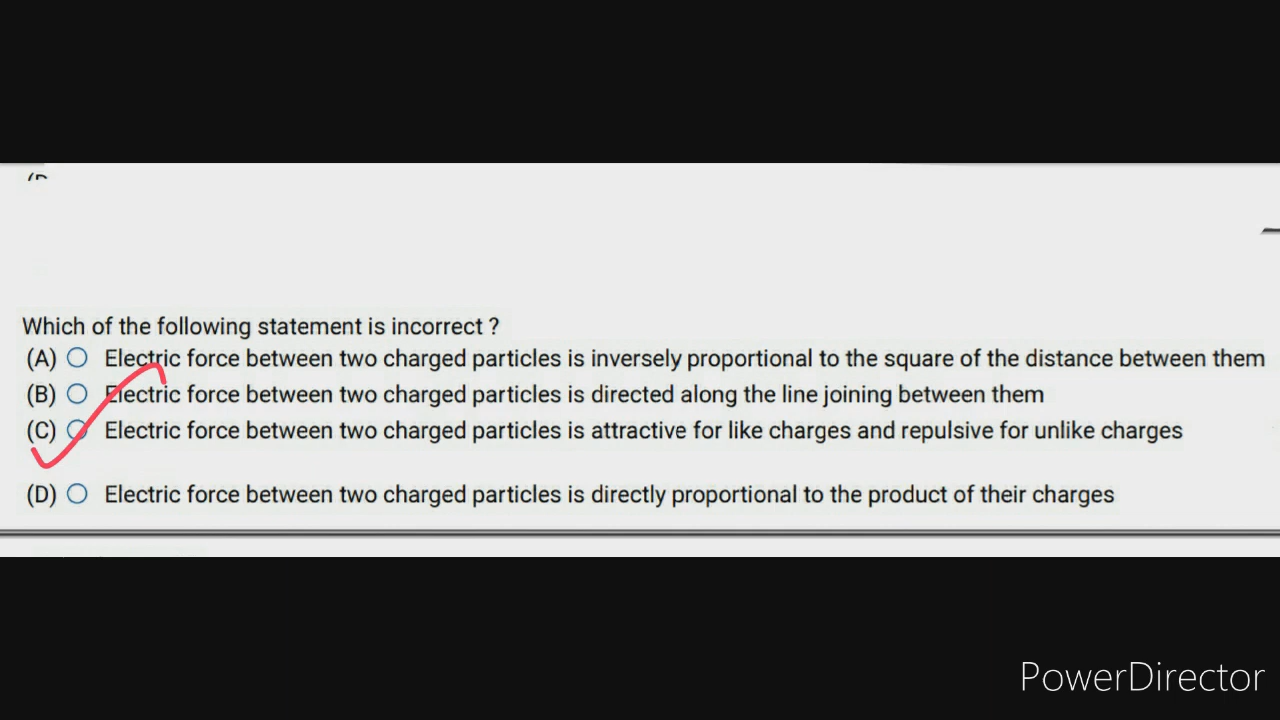 Which of the following statement is incorrect ?
(A) Electric force between two charged particles is inversely proportional to the square of the distance between them
(B) Electric force between two charged particles is directed along the line joining between them
(C) Electric force between two charged particles is attractive for like charges and repulsive for unlike charges
(D) Electric force between two charged particles is directly proportional to the product of their charges
PowerDirector